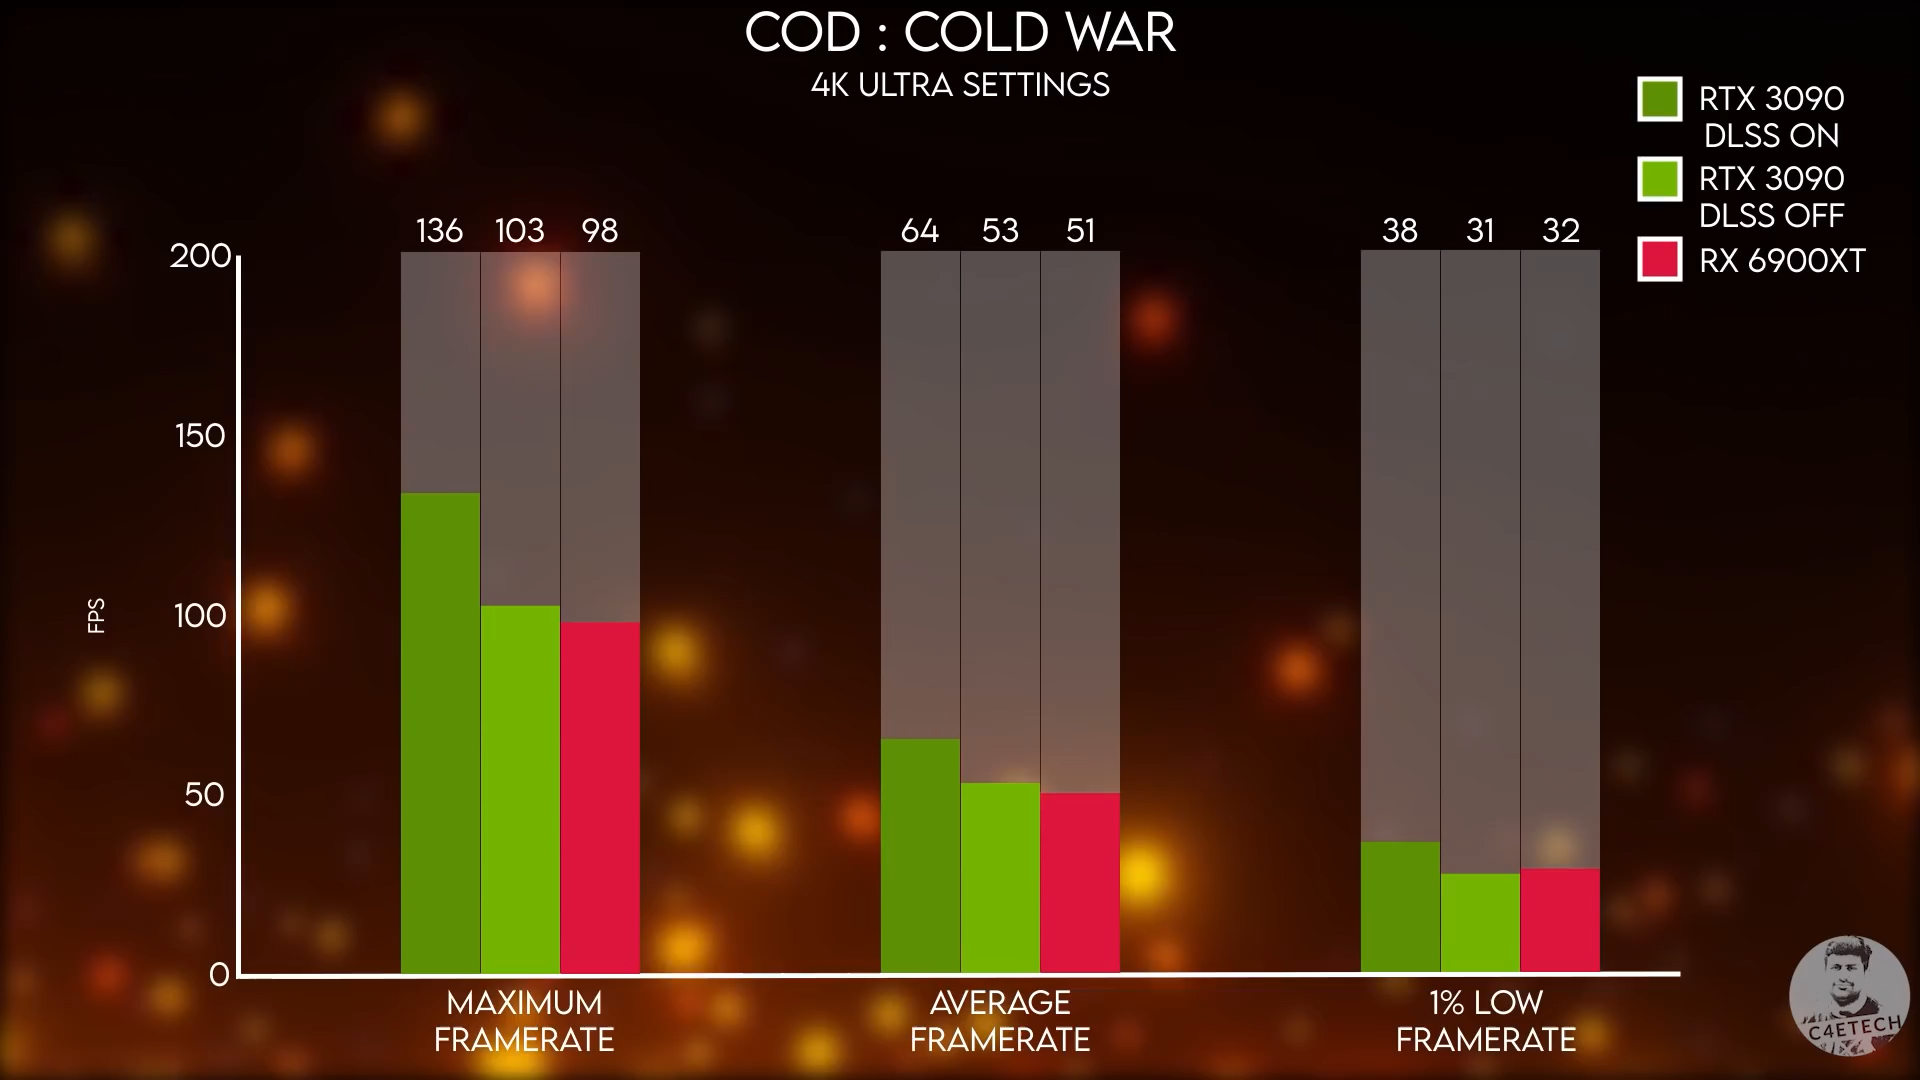 COD : COLD WAR
4K ULTRA SETTINGS
RTX 3090
DLSS ON
RTX 3090
DLSS OFF
RX 6900XT
136 103 98
64 53 51
38 31 32
200
150
100
50
0
FPS
MAXIMUM
FRAMERATE
AVERAGE
FRAMERATE
1% LOW
FRAMERATE
C4ETECH